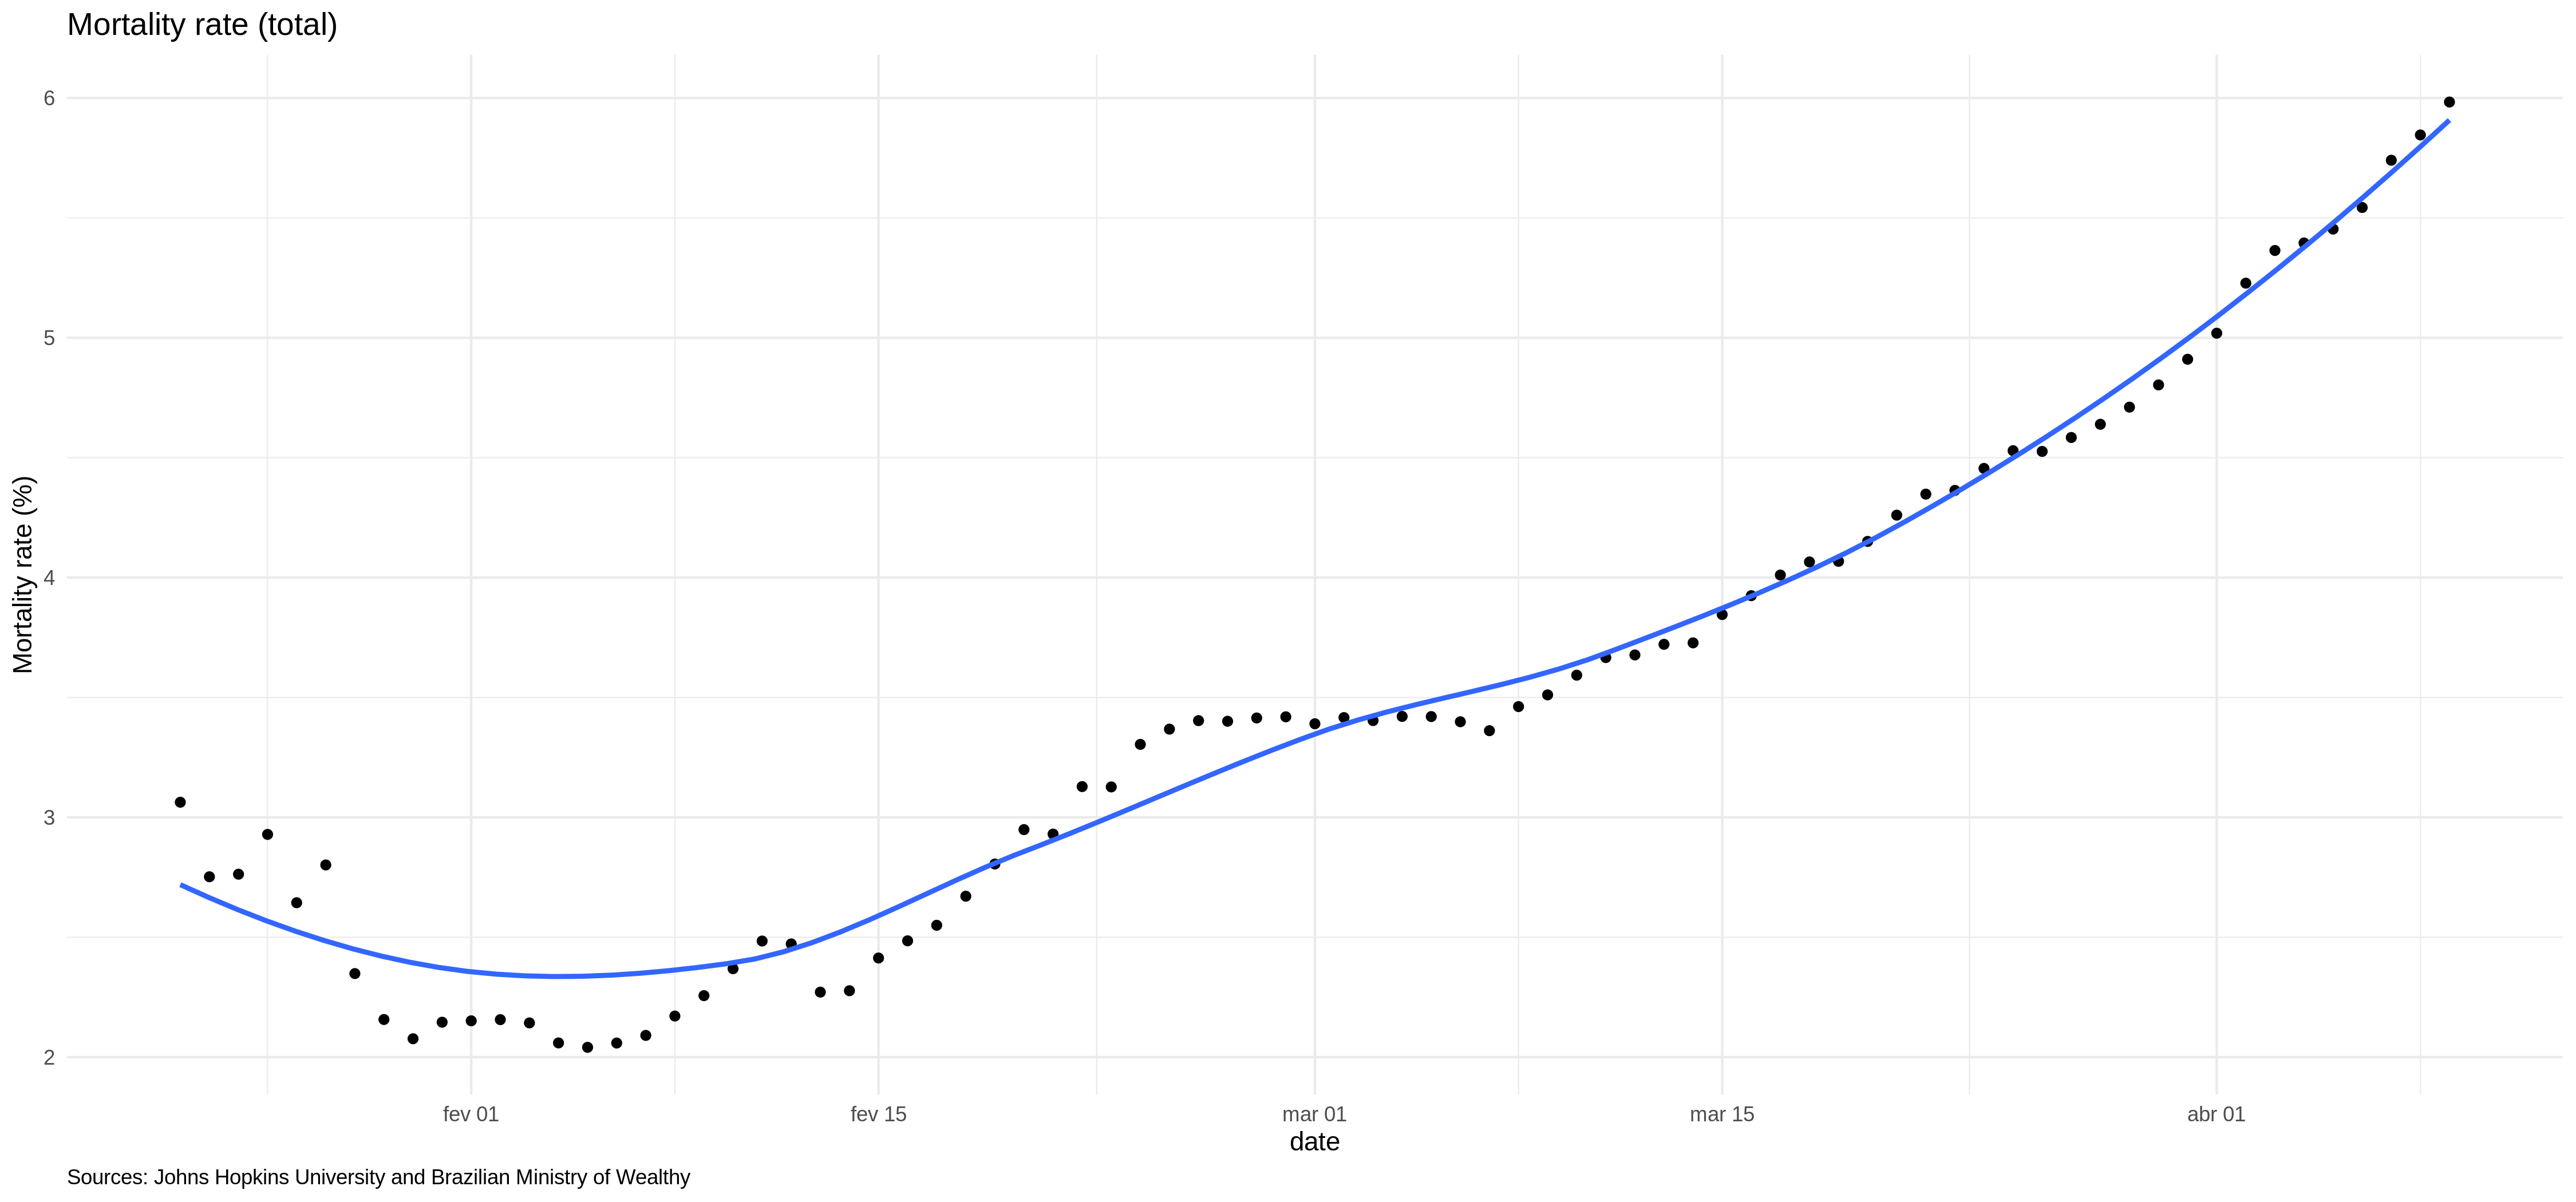 Mortality rate (total)
Mortality rate (%)
6
5
4
3
2
fev 01
fev 15
mar 01
mar 15
abr 01
date
Sources: Johns Hopkins University and Brazilian Ministry of Wealthy